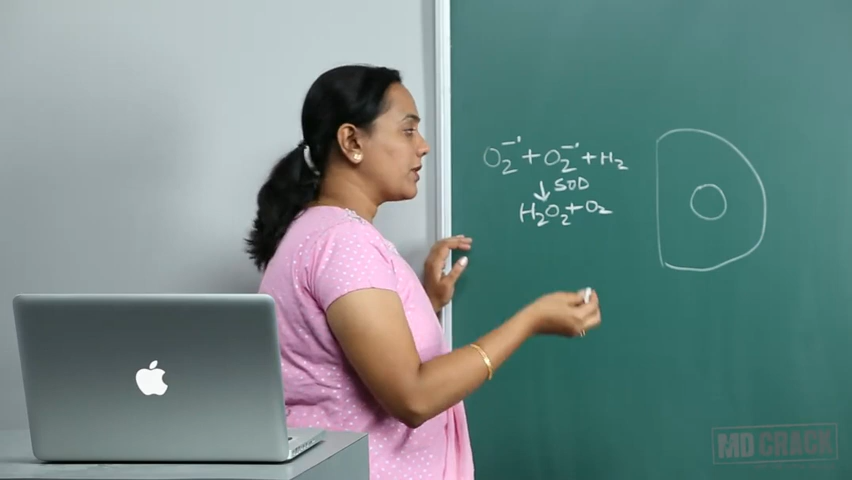 O₂⁻· + O₂⁻· + H₂
↓ SOD
H₂O₂ + O₂
MD CRACK